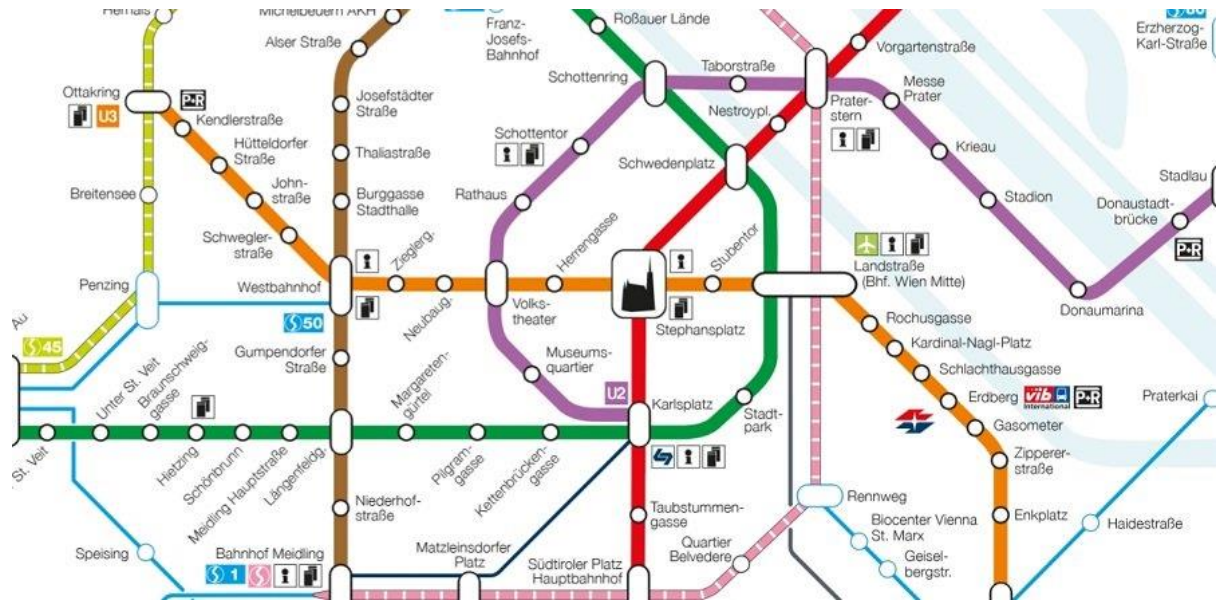 Hernals
Michelbeuern AKH
Alser Straße
Franz-
Josefs-
Bahnhof
Roßauer Lände
Vorgartenstraße
Erzherzog-
Karl-Straße
Ottakring
P+R
U3
Kendlerstraße
Josefstädter
Straße
Schottenring
Taborstraße
Messe
Prater
Nestroypl.
Prater-
stern
Hütteldorfer
Straße
Thaliastraße
Schottentor
Schwedenplatz
Krieau
Breitensee
John-
straße
Burggasse
Stadthalle
Rathaus
Stadion
Stadlau
Donaustadt-
brücke
P+R
Schwegler-
straße
Zieglerg.
Herrengasse
Stubentor
Landstraße
(Bhf. Wien Mitte)
Penzing
Westbahnhof
Neubaug.
Volks-
theater
Stephansplatz
Donaumarina
Au
S 45
S 50
Rochusgasse
Kardinal-Nagl-Platz
Gumpendorfer
Straße
Museums-
quartier
Schlachthausgasse
Unter St. Veit
Braunschweig-
gasse
Margareten-
gürtel
U2
Karlsplatz
Stadt-
park
Erdberg
vib
international
P+R
Praterkai
Gasometer
St. Veit
Hietzing
Schönbrunn
Meidling Hauptstraße
Längenfeldg.
Pilgram-
gasse
Kettenbrücken-
gasse
Zipperer-
straße
Niederhof-
straße
Taubstummen-
gasse
Rennweg
Enkplatz
Haidestraße
Biocenter Vienna
St. Marx
Speising
Bahnhof Meidling
S 1
S
Matzleinsdorfer
Platz
Südtiroler Platz
Hauptbahnhof
Quartier
Belvedere
Geisel-
bergstr.